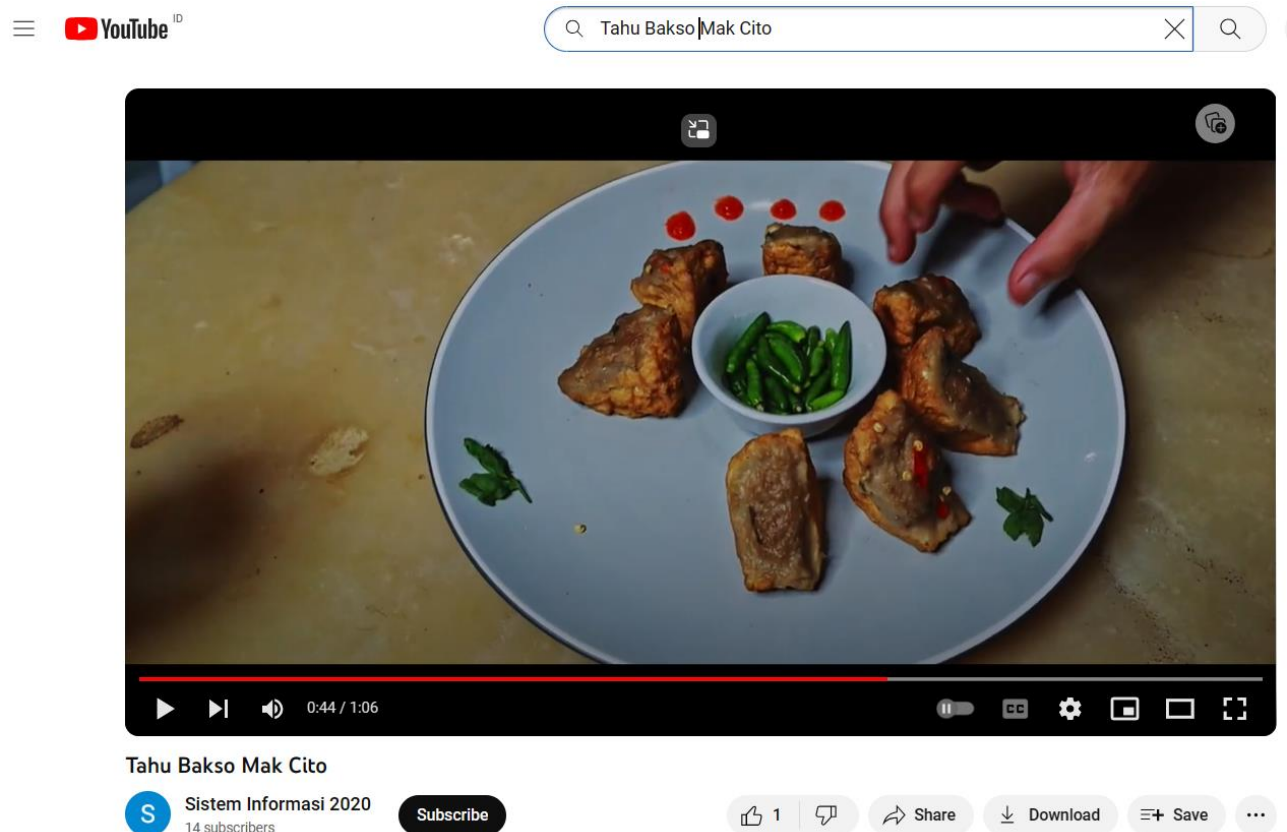 YouTube ID
Tahu Bakso Mak Cito
0:44 / 1:06
CC
Tahu Bakso Mak Cito
S
Sistem Informasi 2020
14 subscribers
Subscribe
1
Share
Download
Save